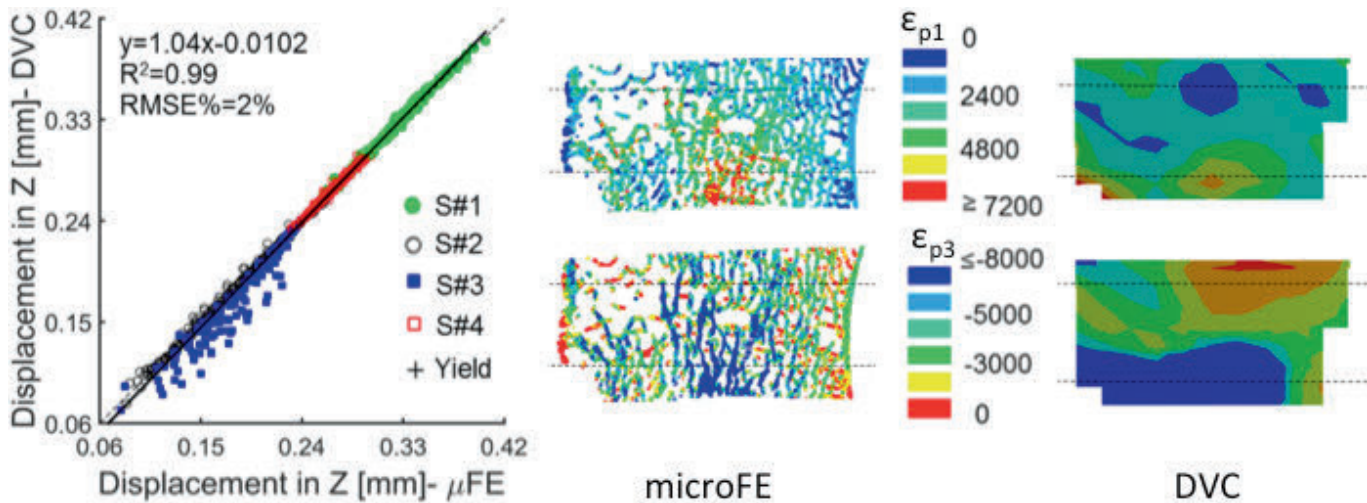 Displacement in Z [mm]- DVC
0.42
0.33
0.24
0.15
0.06
y=1.04x-0.0102
R²=0.99
RMSE%=2%
S#1
S#2
S#3
S#4
Yield
0.06 0.15 0.24 0.33 0.42
Displacement in Z [mm]- μFE
εp1
0
2400
4800
≥ 7200
εp3
≤-8000
-5000
-3000
0
microFE
DVC